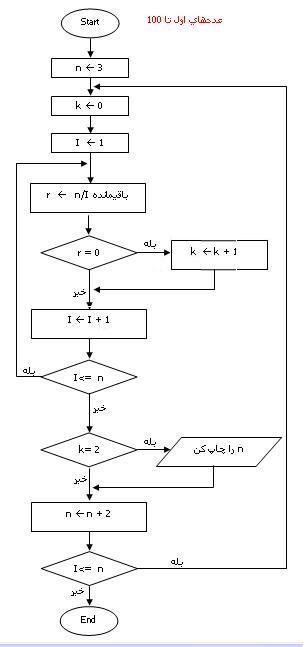 عددهاي اول تا 100
Start
n ← 3
k ← 0
I ← 1
r ← n/I باقيمانده
r = 0
بله
k ← k + 1
خير
I ← I + 1
I<= n
بله
خير
k= 2
بله
n را چاپ كن
خير
n ← n + 2
I<= n
بله
خير
End